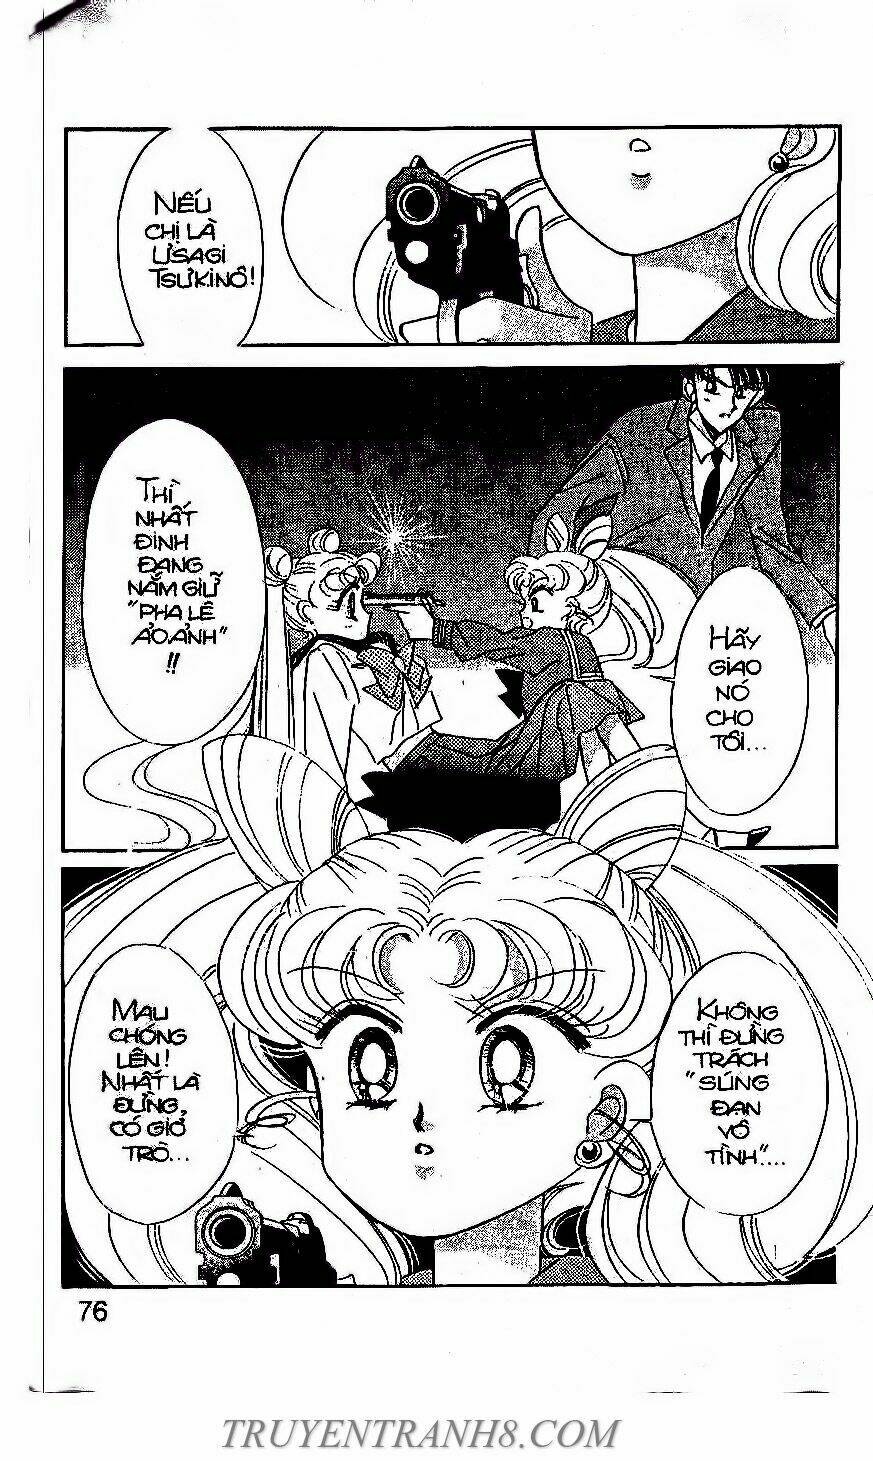 NẾU
CHỊ LÀ
ƯSAGI
TSƯKINÔ!
THÌ
NHẤT
ĐỊNH
ĐANG
NẮM GIỮ
"PHA LÊ
ẢO ẢNH"
!!
HÃY
GIAO
NÓ
CHO
TÔI...
MAU
CHÓNG
LÊN!
NHẤT LÀ
ĐỪNG,
CÓ GIỞ
TRÒ...
KHÔNG
THÌ ĐỪNG
TRÁCH
"SÚNG
ĐẠN
VÔ
TÌNH"....
76
TRUYENTRANH8.COM